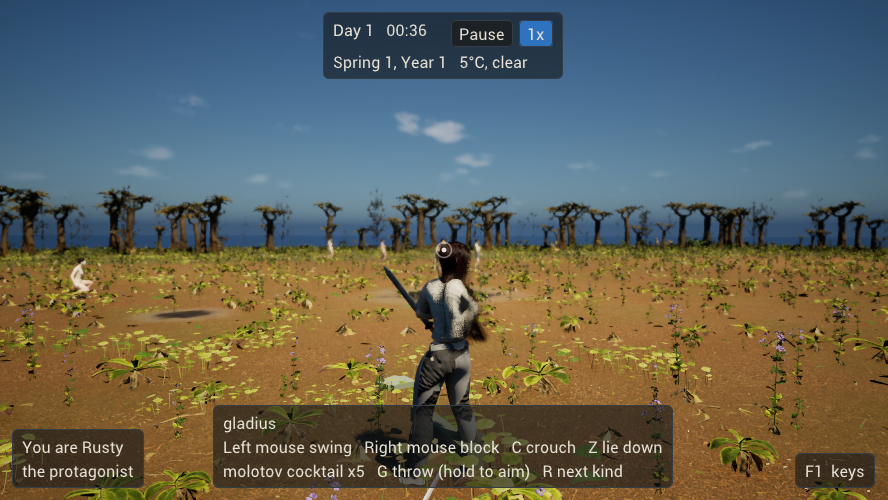 Day 1 00:36 Pause 1x
Spring 1, Year 1 5°C, clear
gladius
Left mouse swing Right mouse block C crouch Z lie down
molotov cocktail x5 G throw (hold to aim) R next kind
You are Rusty
the protagonist
F1 keys